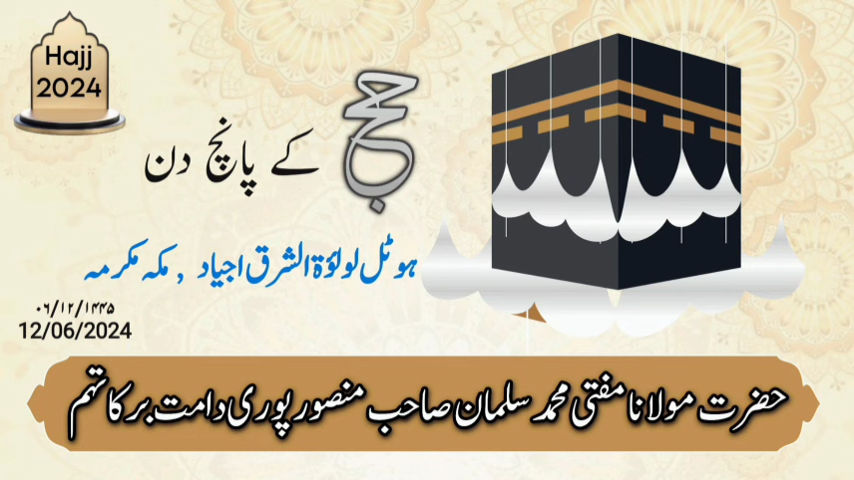 Hajj
2024
حج کے پانچ دن
ہوٹل لولوٴۃ الشرق اجیاد , مکہ مکرمہ
۰۶/۱۲/۱۴۴۵
12/06/2024
حضرت مولانا مفتی محمد سلمان صاحب منصورپوری دامت برکاتہم